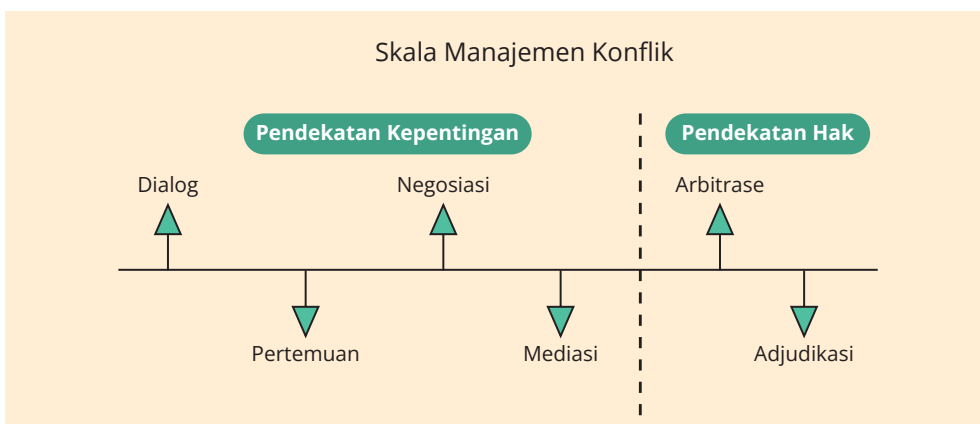 Skala Manajemen Konflik
Pendekatan Kepentingan
Pendekatan Hak
Dialog
Negosiasi
Arbitrase
Pertemuan
Mediasi
Adjudikasi